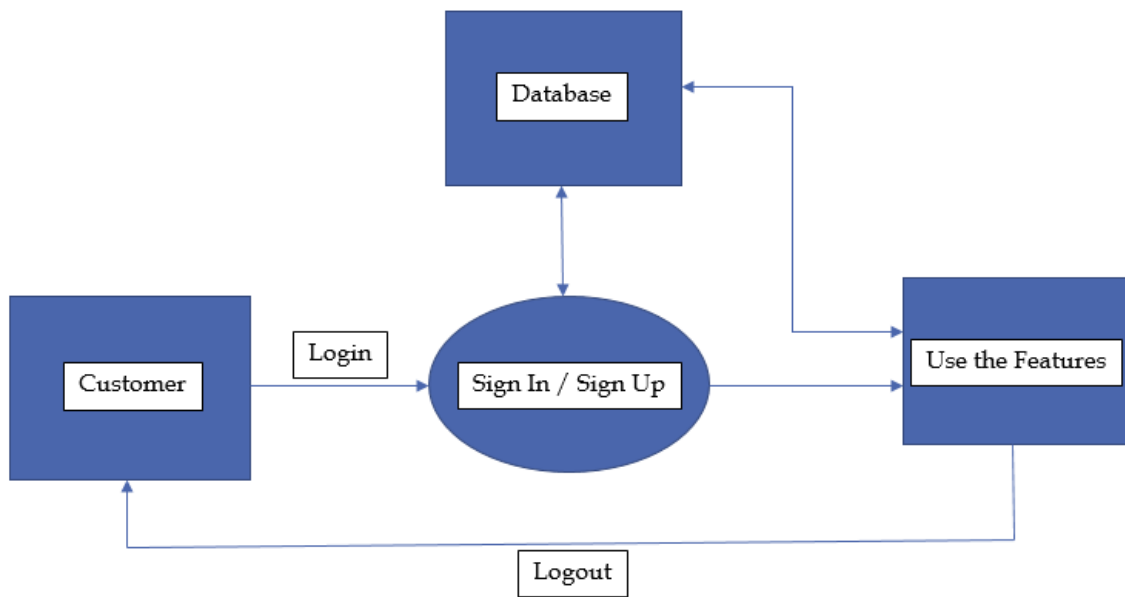 Database
Login
Customer
Sign In / Sign Up
Use the Features
Logout